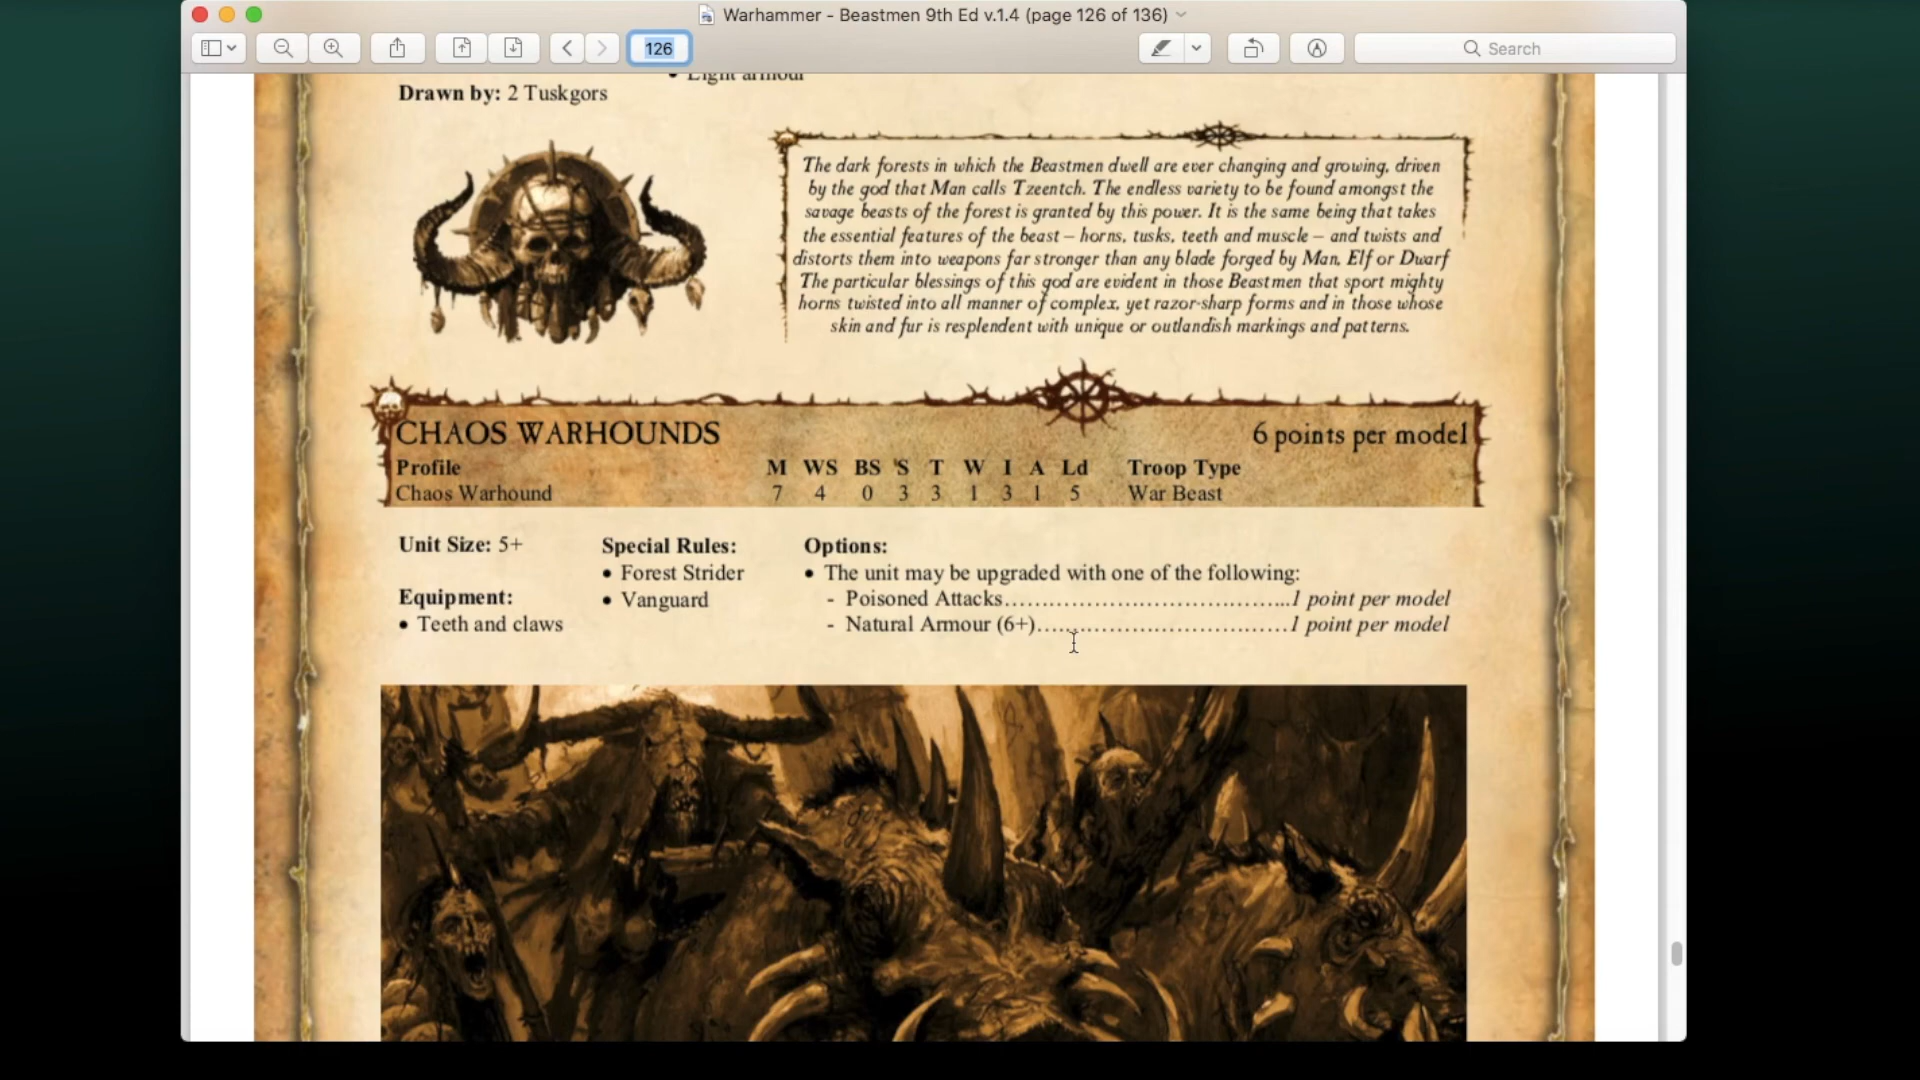 Warhammer - Beastmen 9th Ed v.1.4 (page 126 of 136)
126
Search
• Light armour
Drawn by: 2 Tuskgors
The dark forests in which the Beastmen dwell are ever changing and growing, driven
by the god that Man calls Tzeentch. The endless variety to be found amongst the
savage beasts of the forest is granted by this power. It is the same being that takes
the essential features of the beast – horns, tusks, teeth and muscle – and twists and
distorts them into weapons far stronger than any blade forged by Man, Elf or Dwarf
The particular blessings of this god are evident in those Beastmen that sport mighty
horns twisted into all manner of complex, yet razor-sharp forms and in those whose
skin and fur is resplendent with unique or outlandish markings and patterns.
CHAOS WARHOUNDS 6 points per model
Profile M WS BS S T W I A Ld Troop Type
Chaos Warhound 7 4 0 3 3 1 3 1 5 War Beast
Unit Size: 5+
Equipment:
• Teeth and claws
Special Rules:
• Forest Strider
• Vanguard
Options:
• The unit may be upgraded with one of the following:
- Poisoned Attacks.......................................1 point per model
- Natural Armour (6+)..................................1 point per model